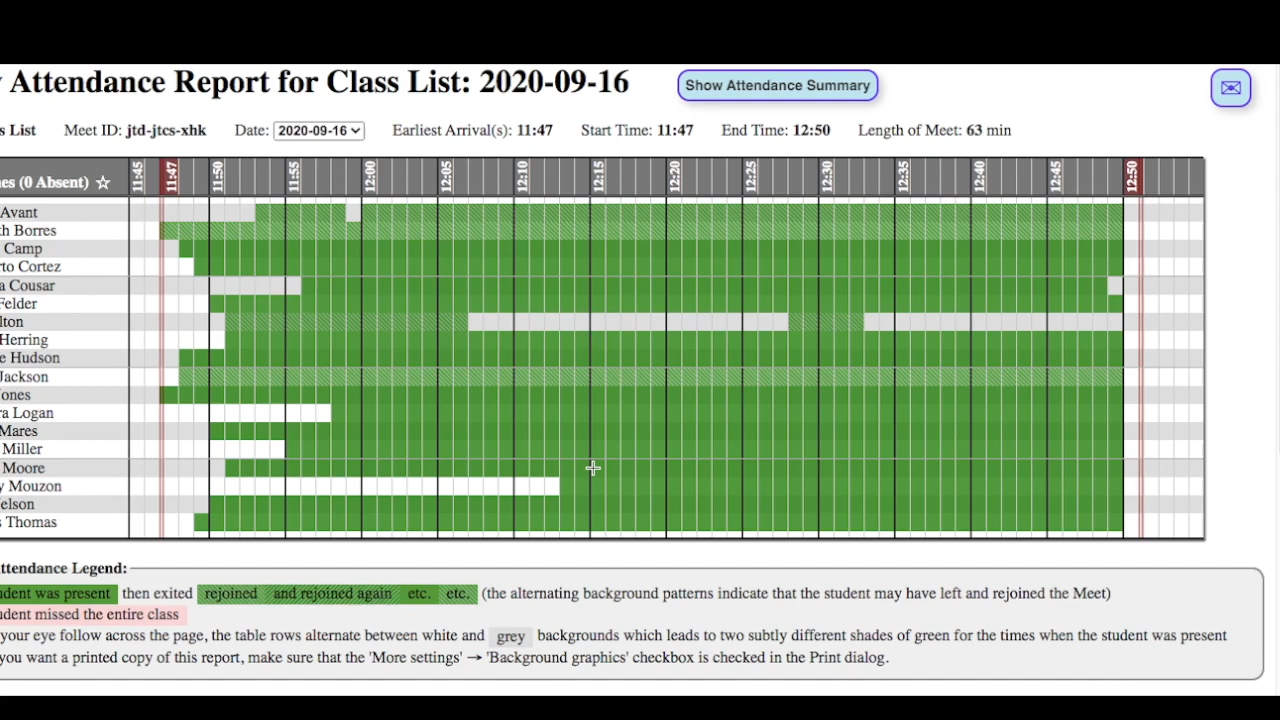 Attendance Report for Class List: 2020-09-16
Show Attendance Summary
s List Meet ID: jtd-jtcs-xhk Date: 2020-09-16 Earliest Arrival(s): 11:47 Start Time: 11:47 End Time: 12:50 Length of Meet: 63 min
nes (0 Absent) ☆ 11:45 11:47 11:50 11:55 12:00 12:05 12:10 12:15 12:20 12:25 12:30 12:35 12:40 12:45 12:50
Avant
th Borres
Camp
rto Cortez
a Cousar
Felder
lton
Herring
e Hudson
Jackson
ones
ra Logan
Mares
Miller
Moore
y Mouzon
elson
s Thomas
ttendance Legend:
udent was present then exited rejoined and rejoined again etc. etc. (the alternating background patterns indicate that the student may have left and rejoined the Meet)
udent missed the entire class
your eye follow across the page, the table rows alternate between white and grey backgrounds which leads to two subtly different shades of green for the times when the student was present
you want a printed copy of this report, make sure that the 'More settings' → 'Background graphics' checkbox is checked in the Print dialog.